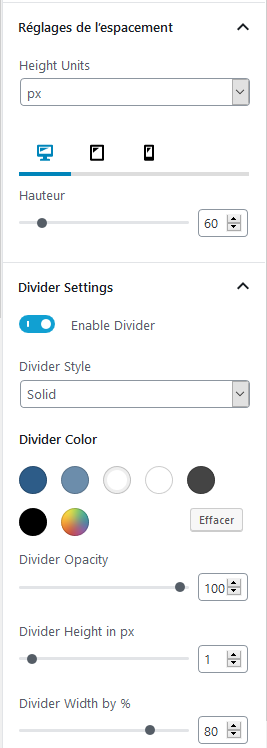 Réglages de l'espacement
Height Units
px
Hauteur
60
Divider Settings
Enable Divider
Divider Style
Solid
Divider Color
Effacer
Divider Opacity
100
Divider Height in px
1
Divider Width by %
80